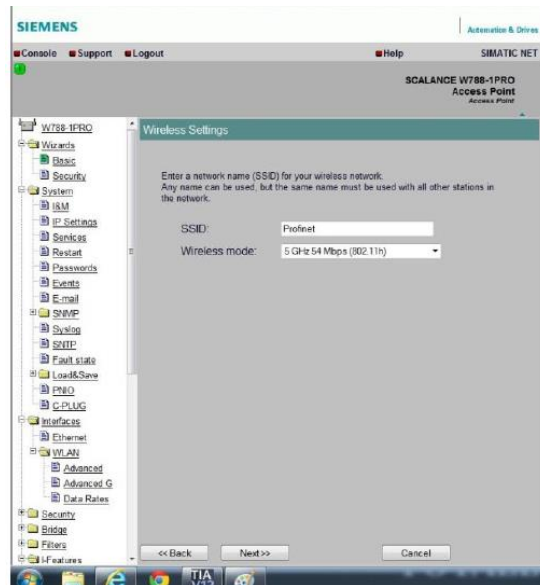 SIEMENS
Automation & Drives
Console Support Logout Help SIMATIC NET
SCALANCE W788-1PRO
Access Point
Access Point
W788-1PRO
Wizards
Basic
Security
System
I&M
IP Settings
Services
Restart
Passwords
Events
E-mail
SNMP
Syslog
SNTP
Fault state
Load&Save
PNIO
C-PLUG
Interfaces
Ethernet
WLAN
Advanced
Advanced G
Data Rates
Security
Bridge
Filters
I-Features
Wireless Settings
Enter a network name (SSID) for your wireless network.
Any name can be used, but the same name must be used with all other stations in
the network.
SSID: Profinet
Wireless mode: 5 GHz 54 Mbps (802.11h)
<< Back Next>> Cancel
TIA
V13